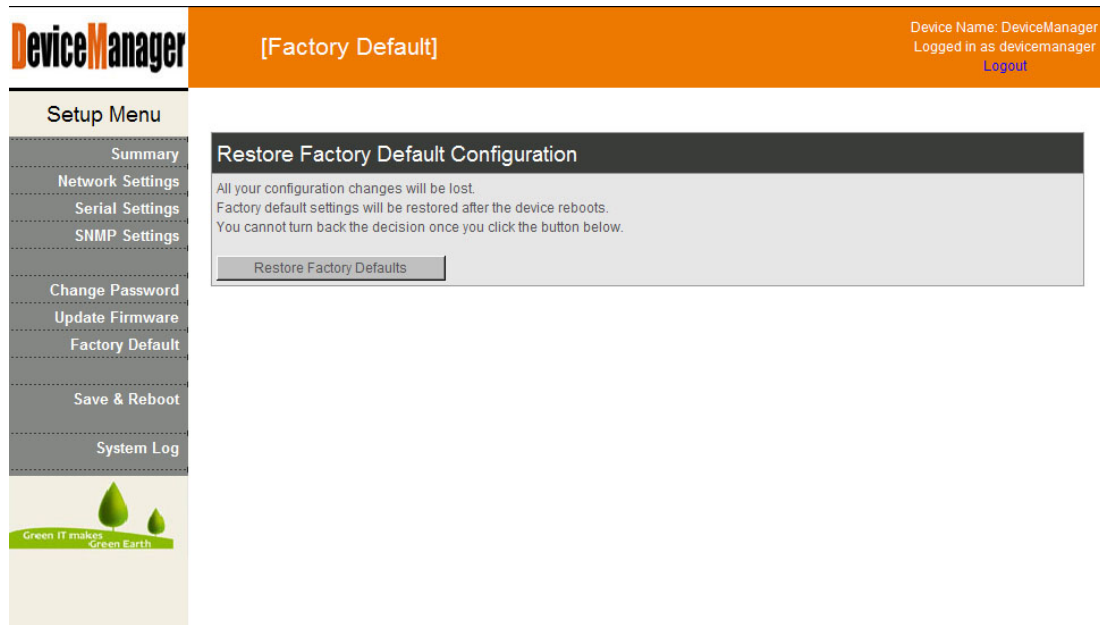 DeviceManager
[Factory Default]
Device Name: DeviceManager
Logged in as devicemanager
Logout
Setup Menu
Summary
Network Settings
Serial Settings
SNMP Settings
Change Password
Update Firmware
Factory Default
Save & Reboot
System Log
Green IT makes
Green Earth
Restore Factory Default Configuration
All your configuration changes will be lost.
Factory default settings will be restored after the device reboots.
You cannot turn back the decision once you click the button below.
Restore Factory Defaults